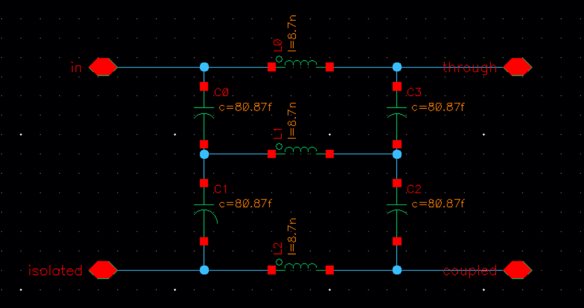 L0
l=8.7n
in
through
C0
c=80.87f
C3
c=80.87f
L1
l=8.7n
C1
c=80.87f
C2
c=80.87f
L2
l=8.7n
isolated
coupled